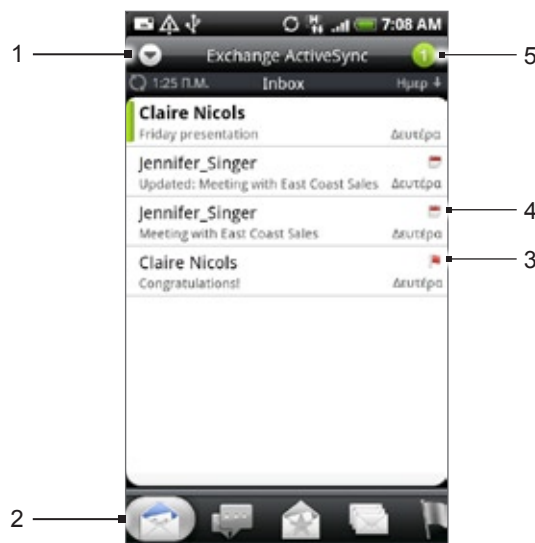 7:08 AM
1
Exchange ActiveSync
1
5
1:25 Π.Μ.
Inbox
Ημερ
Claire Nicols
Friday presentation
Δευτέρα
Jennifer_Singer
Updated: Meeting with East Coast Sales
Δευτέρα
Jennifer_Singer
4
Meeting with East Coast Sales
Δευτέρα
Claire Nicols
3
Congratulations!
Δευτέρα
2